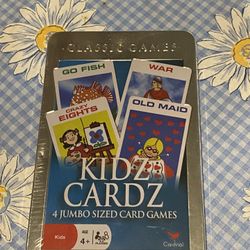 CLASSIC GAMES
GO FISH
WAR
CRAZY
EIGHTS
OLD MAID
KIDZ
CARDZ
4 JUMBO SIZED CARD GAMES
Kids
AGE
4+
Cardinal